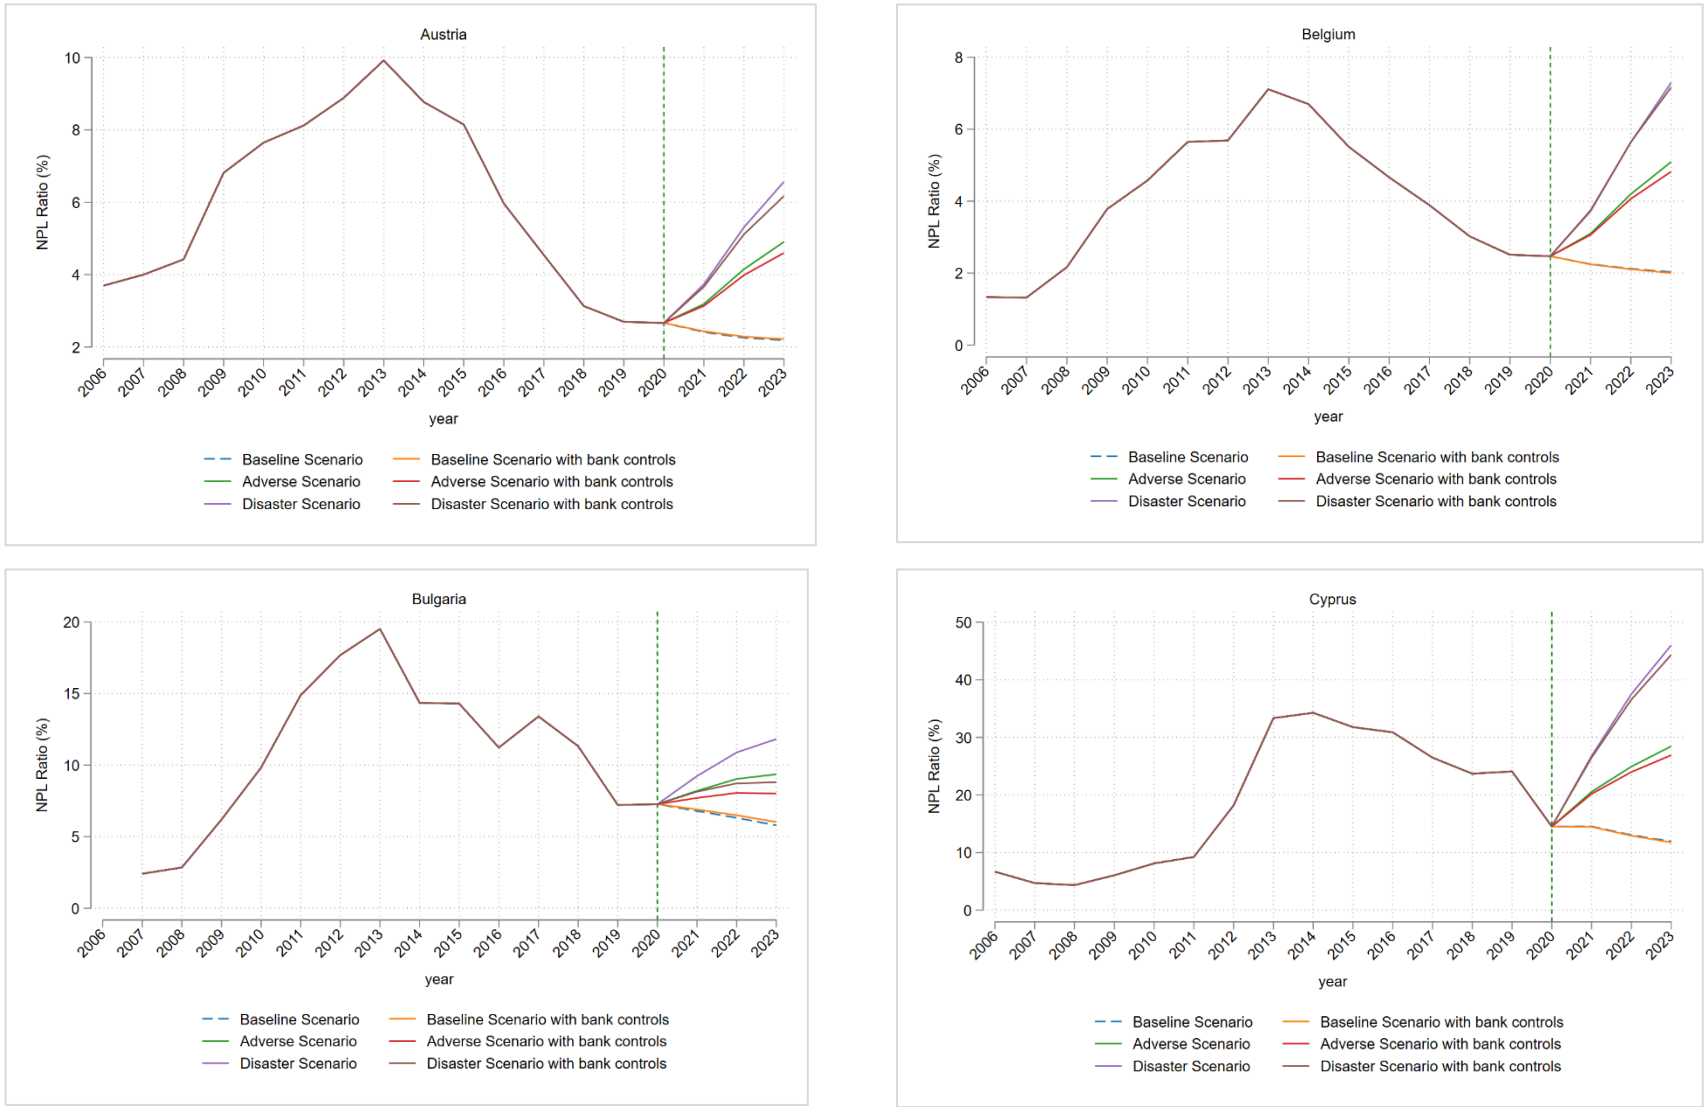 Austria
10
8
6
4
2
NPL Ratio (%)
2006 2007 2008 2009 2010 2011 2012 2013 2014 2015 2016 2017 2018 2019 2020 2021 2022 2023
year
Baseline Scenario Baseline Scenario with bank controls
Adverse Scenario Adverse Scenario with bank controls
Disaster Scenario Disaster Scenario with bank controls
Belgium
8
6
4
2
0
NPL Ratio (%)
2006 2007 2008 2009 2010 2011 2012 2013 2014 2015 2016 2017 2018 2019 2020 2021 2022 2023
year
Baseline Scenario Baseline Scenario with bank controls
Adverse Scenario Adverse Scenario with bank controls
Disaster Scenario Disaster Scenario with bank controls
Bulgaria
20
15
10
5
0
NPL Ratio (%)
2006 2007 2008 2009 2010 2011 2012 2013 2014 2015 2016 2017 2018 2019 2020 2021 2022 2023
year
Baseline Scenario Baseline Scenario with bank controls
Adverse Scenario Adverse Scenario with bank controls
Disaster Scenario Disaster Scenario with bank controls
Cyprus
50
40
30
20
10
0
NPL Ratio (%)
2006 2007 2008 2009 2010 2011 2012 2013 2014 2015 2016 2017 2018 2019 2020 2021 2022 2023
year
Baseline Scenario Baseline Scenario with bank controls
Adverse Scenario Adverse Scenario with bank controls
Disaster Scenario Disaster Scenario with bank controls